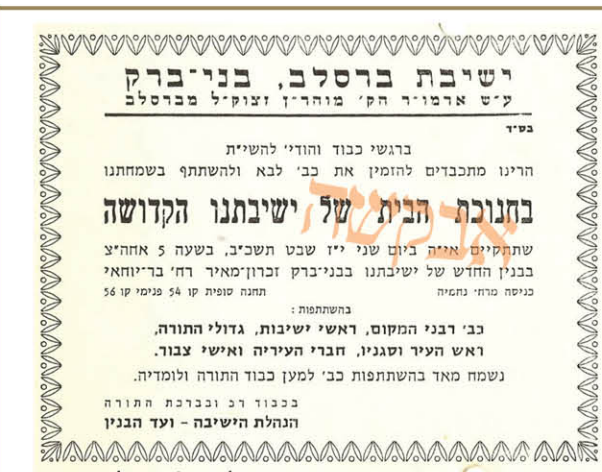 ישיבת ברסלב, בני־ברק
ע״ש אדמו״ר הק׳ מוהר״ן זצוק״ל מברסלב
בס״ד
ברגשי כבוד והודי׳ להשי״ת
הרינו מתכבדים להזמין את כב׳ לבא ולהשתתף בשמחתנו
בחנוכת הבית של ישיבתנו הקדושה
שתתקיים אי״ה ביום שני י״ז שבט תשכ״ב, בשעה 5 אחה״צ
בבנין החדש של ישיבתנו בבני־ברק זכרון־מאיר רח׳ בר־יוחאי
כניסה מרח׳ נחמיה תחנה סופית קו 54 פנימי קו 56
בהשתתפות :
כב׳ רבני המקום, ראשי ישיבות, גדולי התורה,
ראש העיר וסגניו, חברי העיריה ואישי צבור.
נשמח מאד בהשתתפות כב׳ למען כבוד התורה ולומדיה.
בכבוד רב ובברכת התורה
הנהלת הישיבה – ועד הבנין
אבקשה